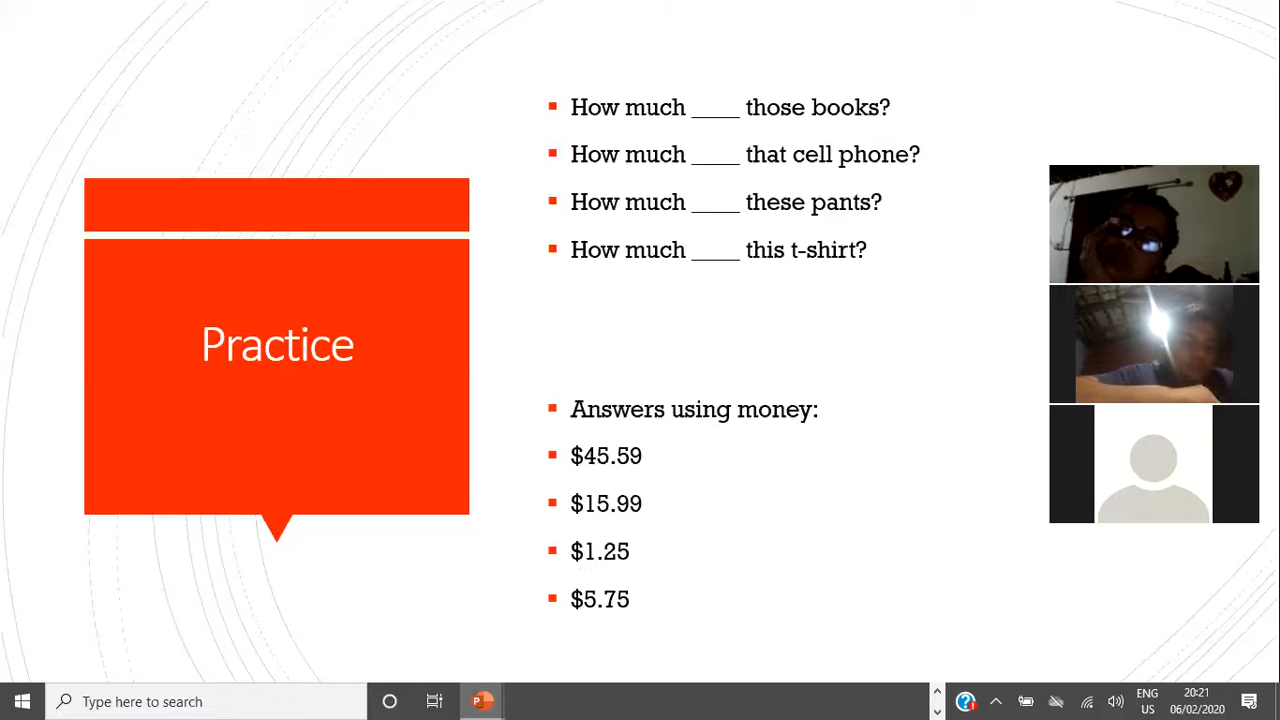 How much ____ those books?
How much ____ that cell phone?
How much ____ these pants?
How much ____ this t-shirt?
Practice
Answers using money:
$45.59
$15.99
$1.25
$5.75
Type here to search
ENG
US
20:21
06/02/2020